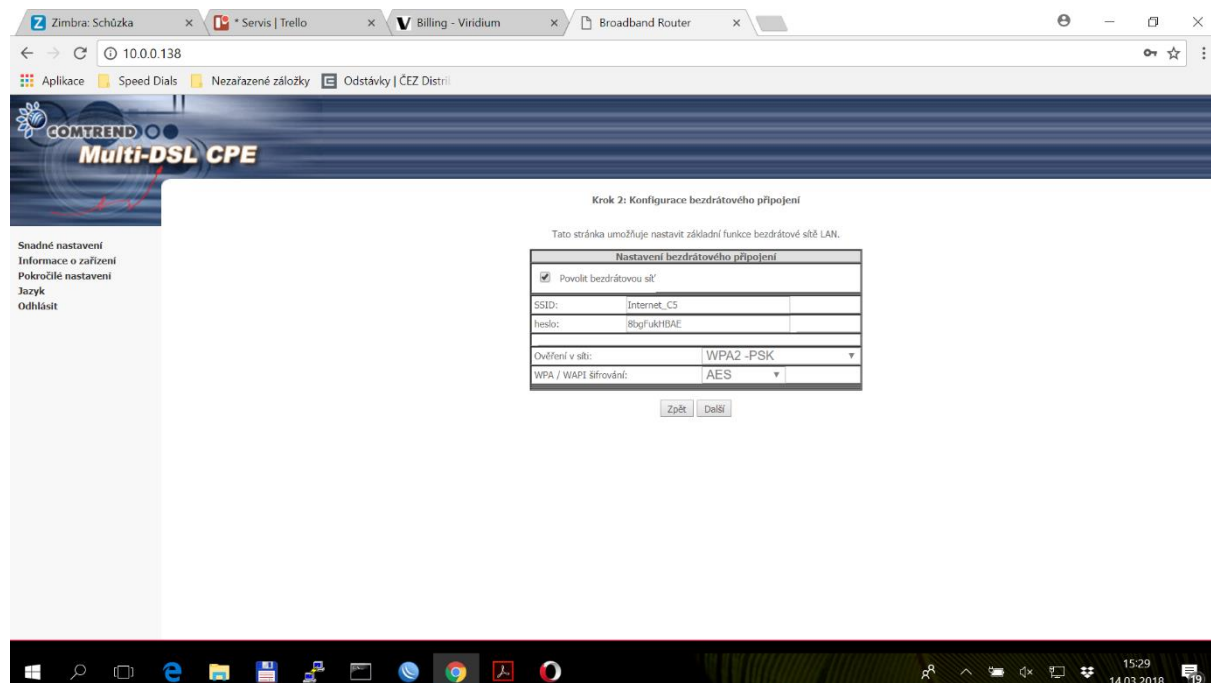 Zimbra: Schůzka
* Servis | Trello
Billing - Viridium
Broadband Router
10.0.0.138
Aplikace
Speed Dials
Nezařazené záložky
Odstávky | ČEZ Distri
COMTREND
Multi-DSL CPE
Snadné nastavení
Informace o zařízení
Pokročilé nastavení
Jazyk
Odhlásit
Krok 2: Konfigurace bezdrátového připojení
Tato stránka umožňuje nastavit základní funkce bezdrátové sítě LAN.
Nastavení bezdrátového připojení
Povolit bezdrátovou síť
SSID: Internet_C5
heslo: 8bgFukHBAE
Ověření v síti: WPA2 -PSK
WPA / WAPI šifrování: AES
Zpět Další
15:29
14.03.2018
19